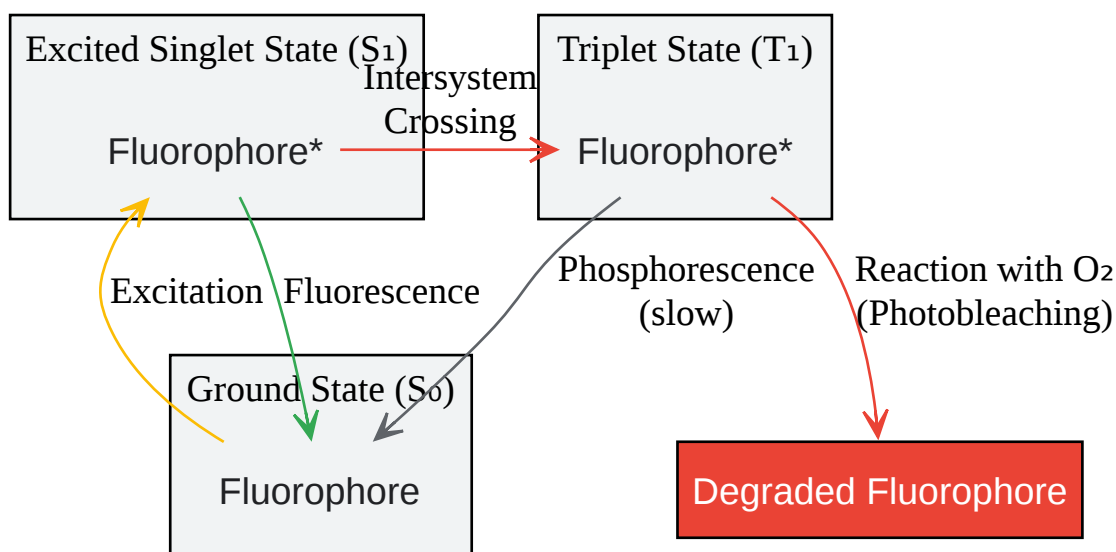 Excited Singlet State (S₁)
Triplet State (T₁)
Intersystem
Crossing
Fluorophore*
Fluorophore*
Excitation
Fluorescence
Phosphorescence
(slow)
Reaction with O₂
(Photobleaching)
Ground State (S₀)
Fluorophore
Degraded Fluorophore